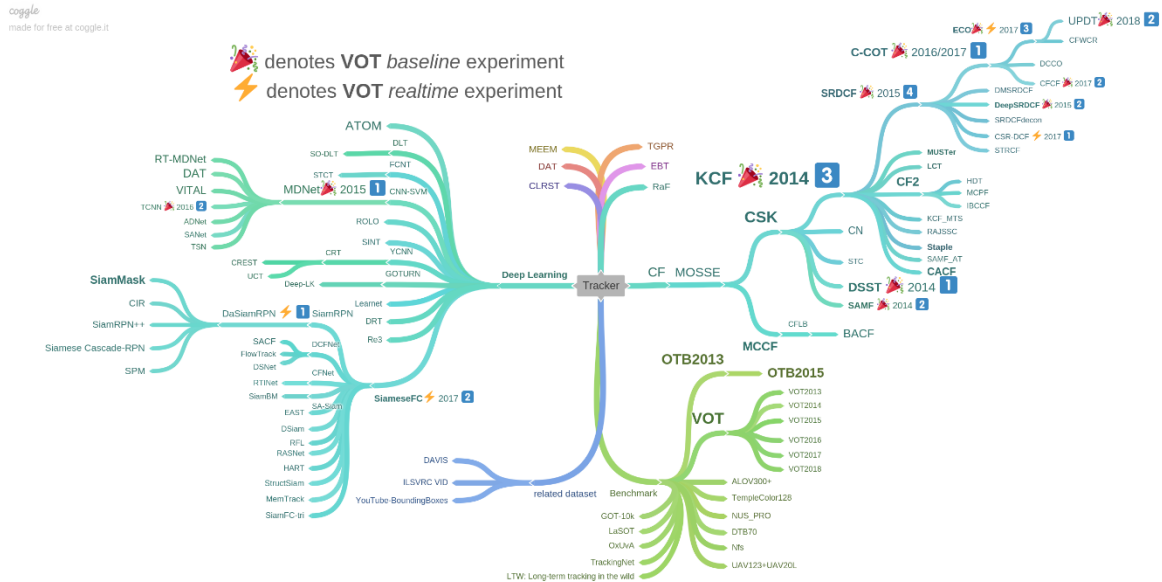 coggle
made for free at coggle.it
denotes VOT baseline experiment
denotes VOT realtime experiment
Tracker
Deep Learning
ATOM
DLT
SO-DLT
FCNT
STCT
CNN-SVM
MDNet 2015 1
RT-MDNet
DAT
VITAL
TCNN 2016 2
ADNet
SANet
TSN
ROLO
SINT
YCNN
CRT
CREST
UCT
GOTURN
Deep-LK
Learnet
DRT
Re3
SiameseFC 2017 2
SiamRPN
DaSiamRPN 1
SiamMask
CIR
SiamRPN++
Siamese Cascade-RPN
SPM
DCFNet
SACF
FlowTrack
DSNet
CFNet
RTINet
SiamBM
SA-Siam
EAST
DSiam
RFL
RASNet
HART
StructSiam
MemTrack
SiamFC-tri
MEEM
DAT
CLRST
TGPR
EBT
RaF
CF MOSSE
CSK
KCF 2014 3
SRDCF 2015 4
C-COT 2016/2017 1
ECO 2017 3
UPDT 2018 2
CFWCR
DCCO
CFCF 2017 2
DMSRDCF
DeepSRDCF 2015 2
SRDCFdecon
CSR-DCF 2017 1
STRCF
MUSTer
LCT
CF2
HDT
MCPF
IBCCF
KCF_MTS
RAJSSC
Staple
SAMF_AT
CACF
CN
STC
DSST 2014 1
SAMF 2014 2
MCCF
CFLB
BACF
Benchmark
OTB2013
OTB2015
VOT
VOT2013
VOT2014
VOT2015
VOT2016
VOT2017
VOT2018
ALOV300+
TempleColor128
NUS_PRO
DTB70
Nfs
UAV123+UAV20L
GOT-10k
LaSOT
OxUvA
TrackingNet
LTW: Long-term tracking in the wild
related dataset
DAVIS
ILSVRC VID
YouTube-BoundingBoxes